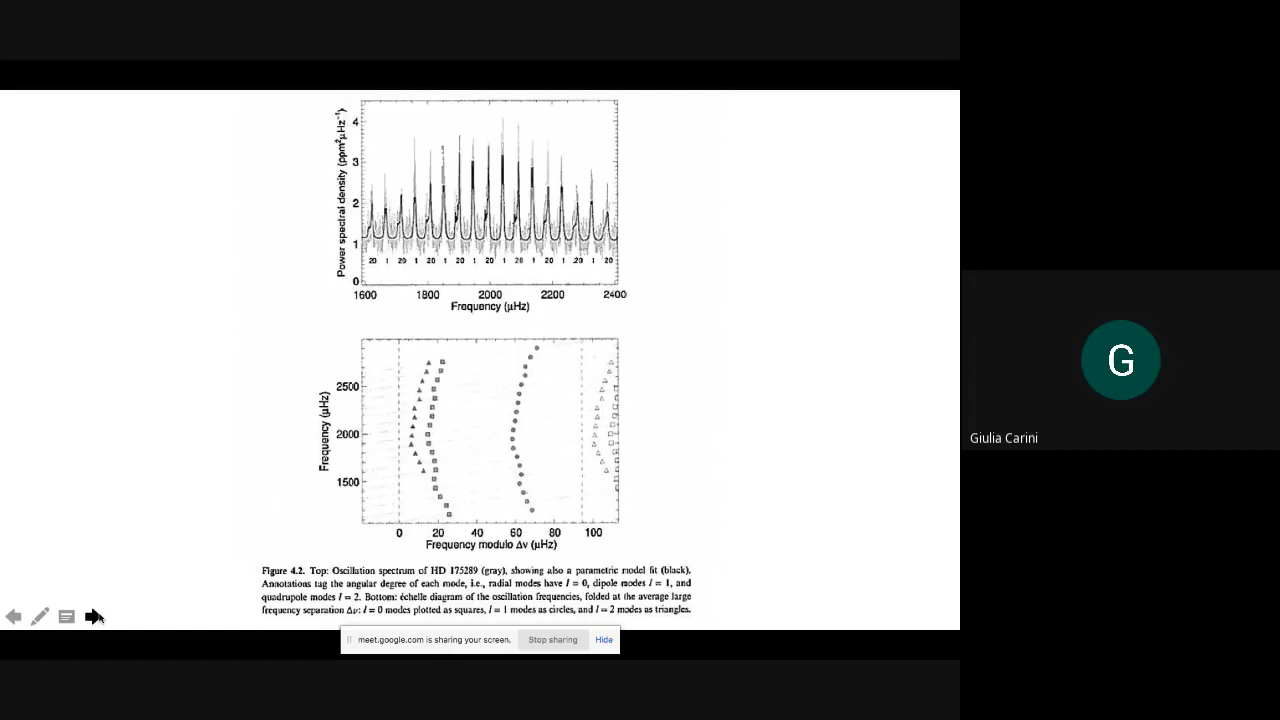 4
3
2
1
0
Power spectral density (ppm²μHz⁻¹)
20 1 20 1 20 1 20 1 20 1 20 1 20 1 20 1 20
1600 1800 2000 2200 2400
Frequency (μHz)
2500
2000
1500
Frequency (μHz)
0 20 40 60 80 100
Frequency modulo Δν (μHz)
Figure 4.2. Top: Oscillation spectrum of HD 175289 (gray), showing also a parametric model fit (black).
Annotations tag the angular degree of each mode, i.e., radial modes have l = 0, dipole modes l = 1, and
quadrupole modes l = 2. Bottom: échelle diagram of the oscillation frequencies, folded at the average large
frequency separation Δν: l = 0 modes plotted as squares, l = 1 modes as circles, and l = 2 modes as triangles.
meet.google.com is sharing your screen. Stop sharing Hide
G
Giulia Carini